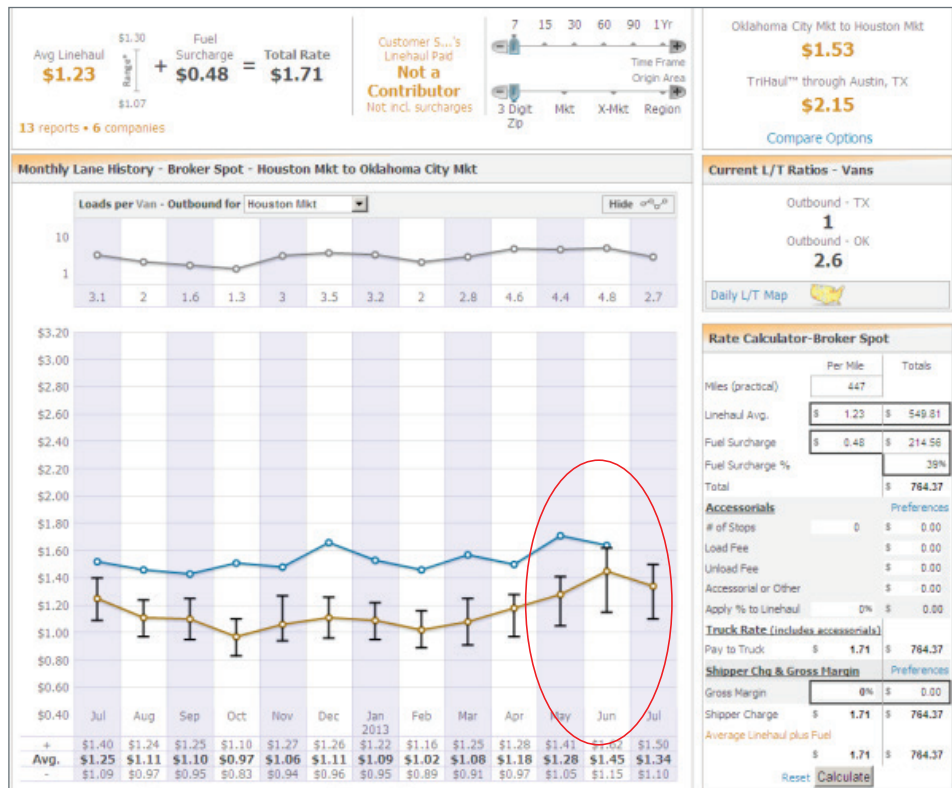 Avg Linehaul
$1.23
$1.30
Range*
$1.07
+
Fuel
Surcharge
$0.48
=
Total Rate
$1.71
13 reports • 6 companies
Customer S...'s
Linehaul Paid
Not a
Contributor
Not incl. surcharges
7 15 30 60 90 1Yr
Time Frame
Origin Area
3 Digit Zip Mkt X-Mkt Region
Oklahoma City Mkt to Houston Mkt
$1.53
TriHaul™ through Austin, TX
$2.15
Compare Options
Monthly Lane History - Broker Spot - Houston Mkt to Oklahoma City Mkt
Loads per Van - Outbound for Houston Mkt Hide
10
1
3.1 2 1.6 1.3 3 3.5 3.2 2 2.8 4.6 4.4 4.8 2.7
$3.20
$3.00
$2.80
$2.60
$2.40
$2.20
$2.00
$1.80
$1.60
$1.40
$1.20
$1.00
$0.80
$0.60
$0.40
Jul Aug Sep Oct Nov Dec Jan Feb Mar Apr May Jun Jul
2013
+ $1.40 $1.24 $1.25 $1.10 $1.27 $1.26 $1.22 $1.16 $1.25 $1.28 $1.41 $1.62 $1.50
Avg. $1.25 $1.11 $1.10 $0.97 $1.06 $1.11 $1.09 $1.02 $1.08 $1.18 $1.28 $1.45 $1.34
- $1.09 $0.97 $0.95 $0.83 $0.94 $0.96 $0.95 $0.89 $0.91 $0.97 $1.05 $1.15 $1.10
Current L/T Ratios - Vans
Outbound - TX
1
Outbound - OK
2.6
Daily L/T Map
Rate Calculator-Broker Spot
Per Mile Totals
Miles (practical) 447
Linehaul Avg. $ 1.23 $ 549.81
Fuel Surcharge $ 0.48 $ 214.56
Fuel Surcharge % 39%
Total $ 764.37
Accessorials Preferences
# of Stops 0 $ 0.00
Load Fee $ 0.00
Unload Fee $ 0.00
Accessorial or Other $ 0.00
Apply % to Linehaul 0% $ 0.00
Truck Rate (includes accessorials)
Pay to Truck $ 1.71 $ 764.37
Shipper Chg & Gross Margin Preferences
Gross Margin 0% $ 0.00
Shipper Charge $ 1.71 $ 764.37
Average Linehaul plus Fuel
$ 1.71 $ 764.37
Reset Calculate